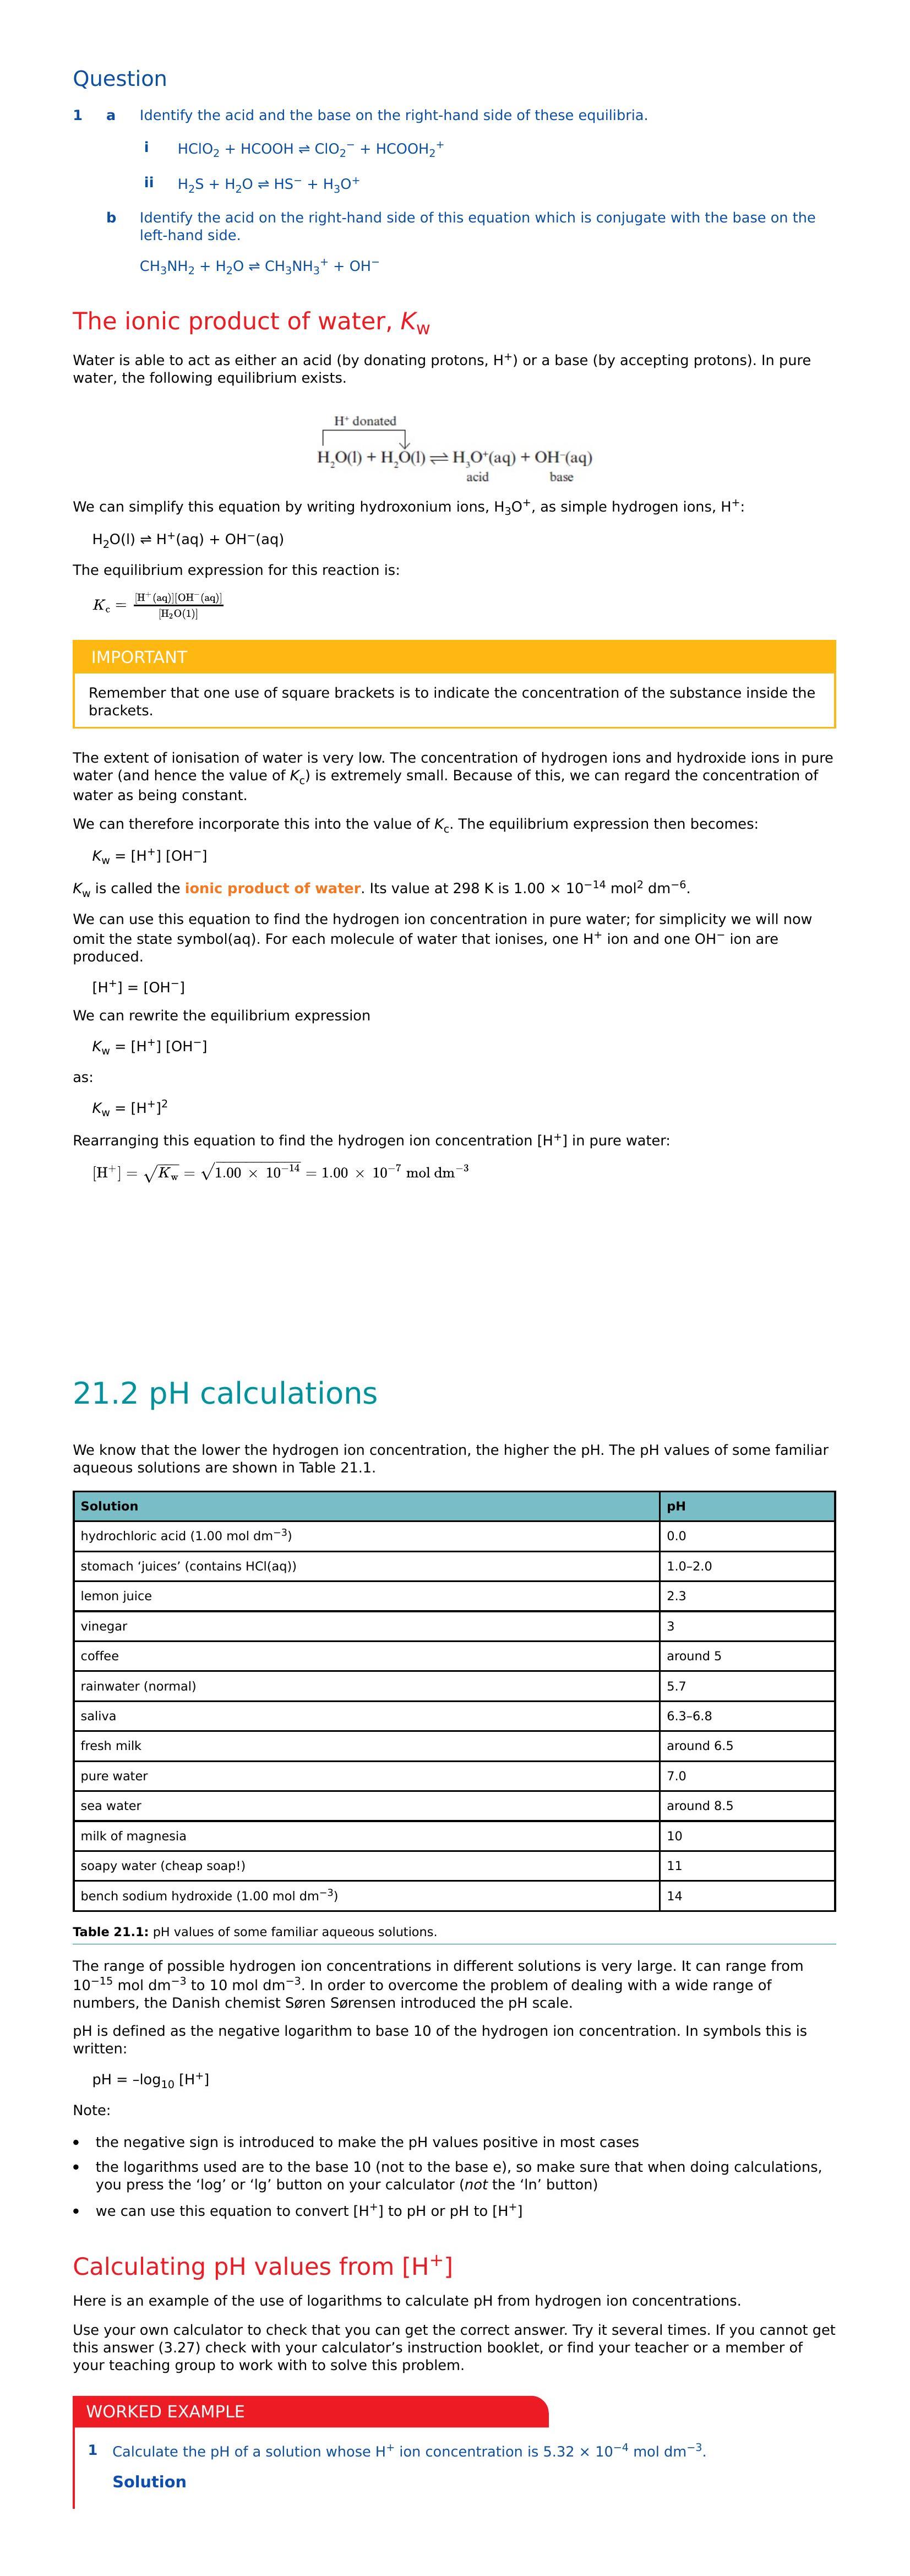 Question
1 a Identify the acid and the base on the right-hand side of these equilibria.
i HClO₂ + HCOOH ⇌ ClO₂⁻ + HCOOH₂⁺
ii H₂S + H₂O ⇌ HS⁻ + H₃O⁺
b Identify the acid on the right-hand side of this equation which is conjugate with the base on the
left-hand side.
CH₃NH₂ + H₂O ⇌ CH₃NH₃⁺ + OH⁻
The ionic product of water, K_w
Water is able to act as either an acid (by donating protons, H⁺) or a base (by accepting protons). In pure
water, the following equilibrium exists.
H⁺ donated
H₂O(l) + H₂O(l) ⇌ H₃O⁺(aq) + OH⁻(aq)
acid base
We can simplify this equation by writing hydroxonium ions, H₃O⁺, as simple hydrogen ions, H⁺:
H₂O(l) ⇌ H⁺(aq) + OH⁻(aq)
The equilibrium expression for this reaction is:
K_c = [H⁺(aq)][OH⁻(aq)] / [H₂O(1)]
IMPORTANT
Remember that one use of square brackets is to indicate the concentration of the substance inside the
brackets.
The extent of ionisation of water is very low. The concentration of hydrogen ions and hydroxide ions in pure
water (and hence the value of K_c) is extremely small. Because of this, we can regard the concentration of
water as being constant.
We can therefore incorporate this into the value of K_c. The equilibrium expression then becomes:
K_w = [H⁺] [OH⁻]
K_w is called the ionic product of water. Its value at 298 K is 1.00 × 10⁻¹⁴ mol² dm⁻⁶.
We can use this equation to find the hydrogen ion concentration in pure water; for simplicity we will now
omit the state symbol(aq). For each molecule of water that ionises, one H⁺ ion and one OH⁻ ion are
produced.
[H⁺] = [OH⁻]
We can rewrite the equilibrium expression
K_w = [H⁺] [OH⁻]
as:
K_w = [H⁺]²
Rearranging this equation to find the hydrogen ion concentration [H⁺] in pure water:
[H⁺] = √K_w = √1.00 × 10⁻¹⁴ = 1.00 × 10⁻⁷ mol dm⁻³
21.2 pH calculations
We know that the lower the hydrogen ion concentration, the higher the pH. The pH values of some familiar
aqueous solutions are shown in Table 21.1.
Solution pH
hydrochloric acid (1.00 mol dm⁻³) 0.0
stomach ‘juices’ (contains HCl(aq)) 1.0–2.0
lemon juice 2.3
vinegar 3
coffee around 5
rainwater (normal) 5.7
saliva 6.3–6.8
fresh milk around 6.5
pure water 7.0
sea water around 8.5
milk of magnesia 10
soapy water (cheap soap!) 11
bench sodium hydroxide (1.00 mol dm⁻³) 14
Table 21.1: pH values of some familiar aqueous solutions.
The range of possible hydrogen ion concentrations in different solutions is very large. It can range from
10⁻¹⁵ mol dm⁻³ to 10 mol dm⁻³. In order to overcome the problem of dealing with a wide range of
numbers, the Danish chemist Søren Sørensen introduced the pH scale.
pH is defined as the negative logarithm to base 10 of the hydrogen ion concentration. In symbols this is
written:
pH = –log₁₀ [H⁺]
Note:
• the negative sign is introduced to make the pH values positive in most cases
• the logarithms used are to the base 10 (not to the base e), so make sure that when doing calculations,
you press the ‘log’ or ‘lg’ button on your calculator (not the ‘ln’ button)
• we can use this equation to convert [H⁺] to pH or pH to [H⁺]
Calculating pH values from [H⁺]
Here is an example of the use of logarithms to calculate pH from hydrogen ion concentrations.
Use your own calculator to check that you can get the correct answer. Try it several times. If you cannot get
this answer (3.27) check with your calculator’s instruction booklet, or find your teacher or a member of
your teaching group to work with to solve this problem.
WORKED EXAMPLE
1 Calculate the pH of a solution whose H⁺ ion concentration is 5.32 × 10⁻⁴ mol dm⁻³.
Solution